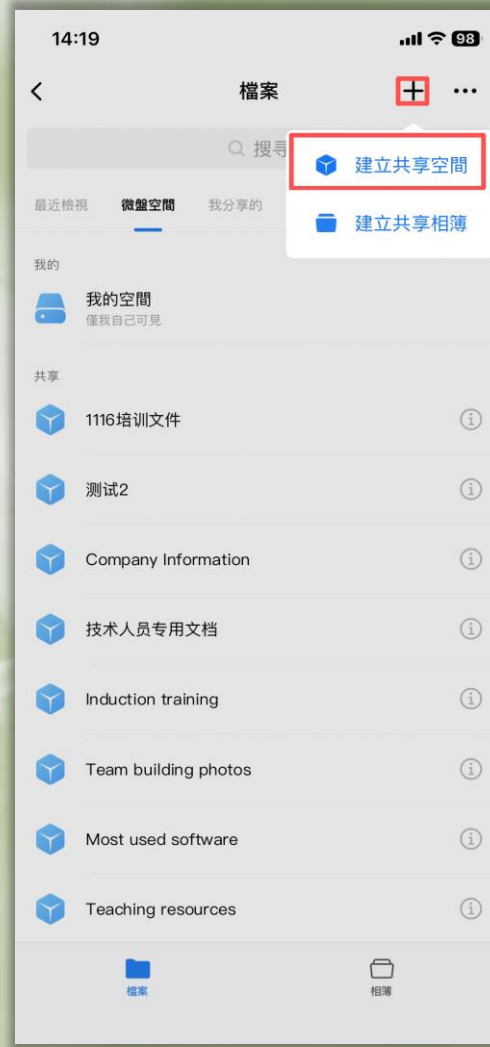 14:19
98
檔案
搜尋
建立共享空間
建立共享相簿
最近檢視 微盤空間 我分享的
我的
我的空間
僅我自己可見
共享
1116培训文件
测试2
Company Information
技术人员专用文档
Induction training
Team building photos
Most used software
Teaching resources
檔案 相簿